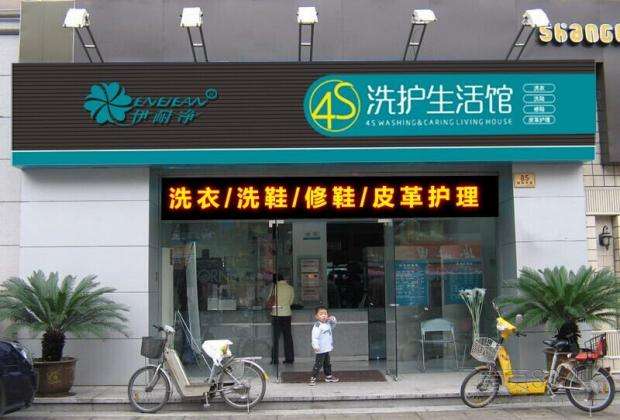 SHANG
ENEJEAN®
伊耐净
4S
洗护生活馆
4S WASHING&CARING LIVING HOUSE
洗衣
洗鞋
修鞋
皮革护理
洗衣/洗鞋/修鞋/皮革护理
85